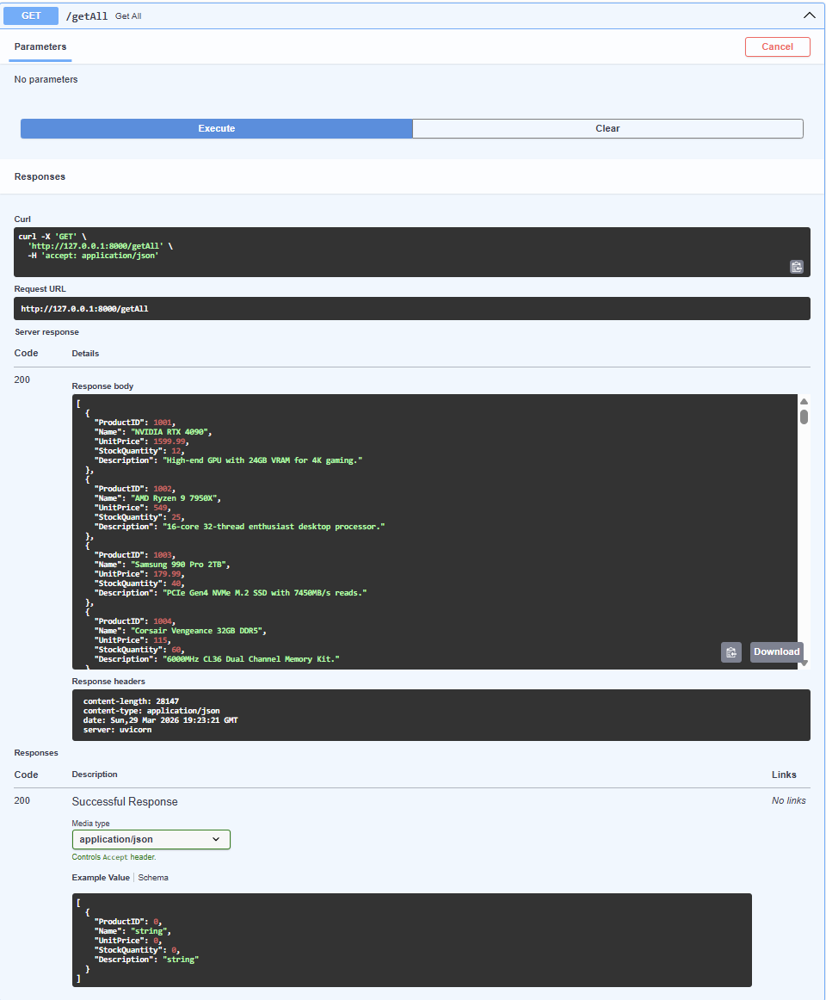 GET /getAll Get All
Parameters
Cancel
No parameters
Execute
Clear
Responses
Curl
curl -X 'GET' \
  'http://127.0.0.1:8000/getAll' \
  -H 'accept: application/json'
Request URL
http://127.0.0.1:8000/getAll
Server response
Code Details
200
Response body
[
  {
    "ProductID": 1001,
    "Name": "NVIDIA RTX 4090",
    "UnitPrice": 1599.99,
    "StockQuantity": 12,
    "Description": "High-end GPU with 24GB VRAM for 4K gaming."
  },
  {
    "ProductID": 1002,
    "Name": "AMD Ryzen 9 7950X",
    "UnitPrice": 549,
    "StockQuantity": 25,
    "Description": "16-core 32-thread enthusiast desktop processor."
  },
  {
    "ProductID": 1003,
    "Name": "Samsung 990 Pro 2TB",
    "UnitPrice": 179.99,
    "StockQuantity": 40,
    "Description": "PCIe Gen4 NVMe M.2 SSD with 7450MB/s reads."
  },
  {
    "ProductID": 1004,
    "Name": "Corsair Vengeance 32GB DDR5",
    "UnitPrice": 115,
    "StockQuantity": 60,
    "Description": "6000MHz CL36 Dual Channel Memory Kit."
  }
Download
Response headers
content-length: 28147
content-type: application/json
date: Sun,29 Mar 2026 19:23:21 GMT
server: uvicorn
Responses
Code Description Links
200 Successful Response No links
Media type
application/json
Controls Accept header.
Example Value | Schema
[
  {
    "ProductID": 0,
    "Name": "string",
    "UnitPrice": 0,
    "StockQuantity": 0,
    "Description": "string"
  }
]